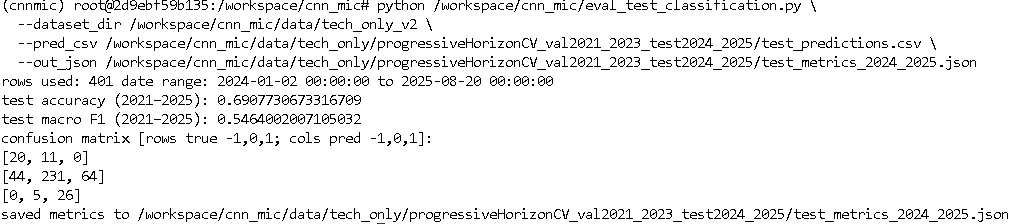 (cnnmic) root@2d9ebf59b135:/workspace/cnn_mic# python /workspace/cnn_mic/eval_test_classification.py \
--dataset_dir /workspace/cnn_mic/data/tech_only_v2 \
--pred_csv /workspace/cnn_mic/data/tech_only/progressiveHorizonCV_val2021_2023_test2024_2025/test_predictions.csv \
--out_json /workspace/cnn_mic/data/tech_only/progressiveHorizonCV_val2021_2023_test2024_2025/test_metrics_2024_2025.json
rows used: 401 date range: 2024-01-02 00:00:00 to 2025-08-20 00:00:00
test accuracy (2021–2025): 0.6907730673316709
test macro F1 (2021–2025): 0.5464002007105032
confusion matrix [rows true -1,0,1; cols pred -1,0,1]:
[20, 11, 0]
[44, 231, 64]
[0, 5, 26]
saved metrics to /workspace/cnn_mic/data/tech_only/progressiveHorizonCV_val2021_2023_test2024_2025/test_metrics_2024_2025.json